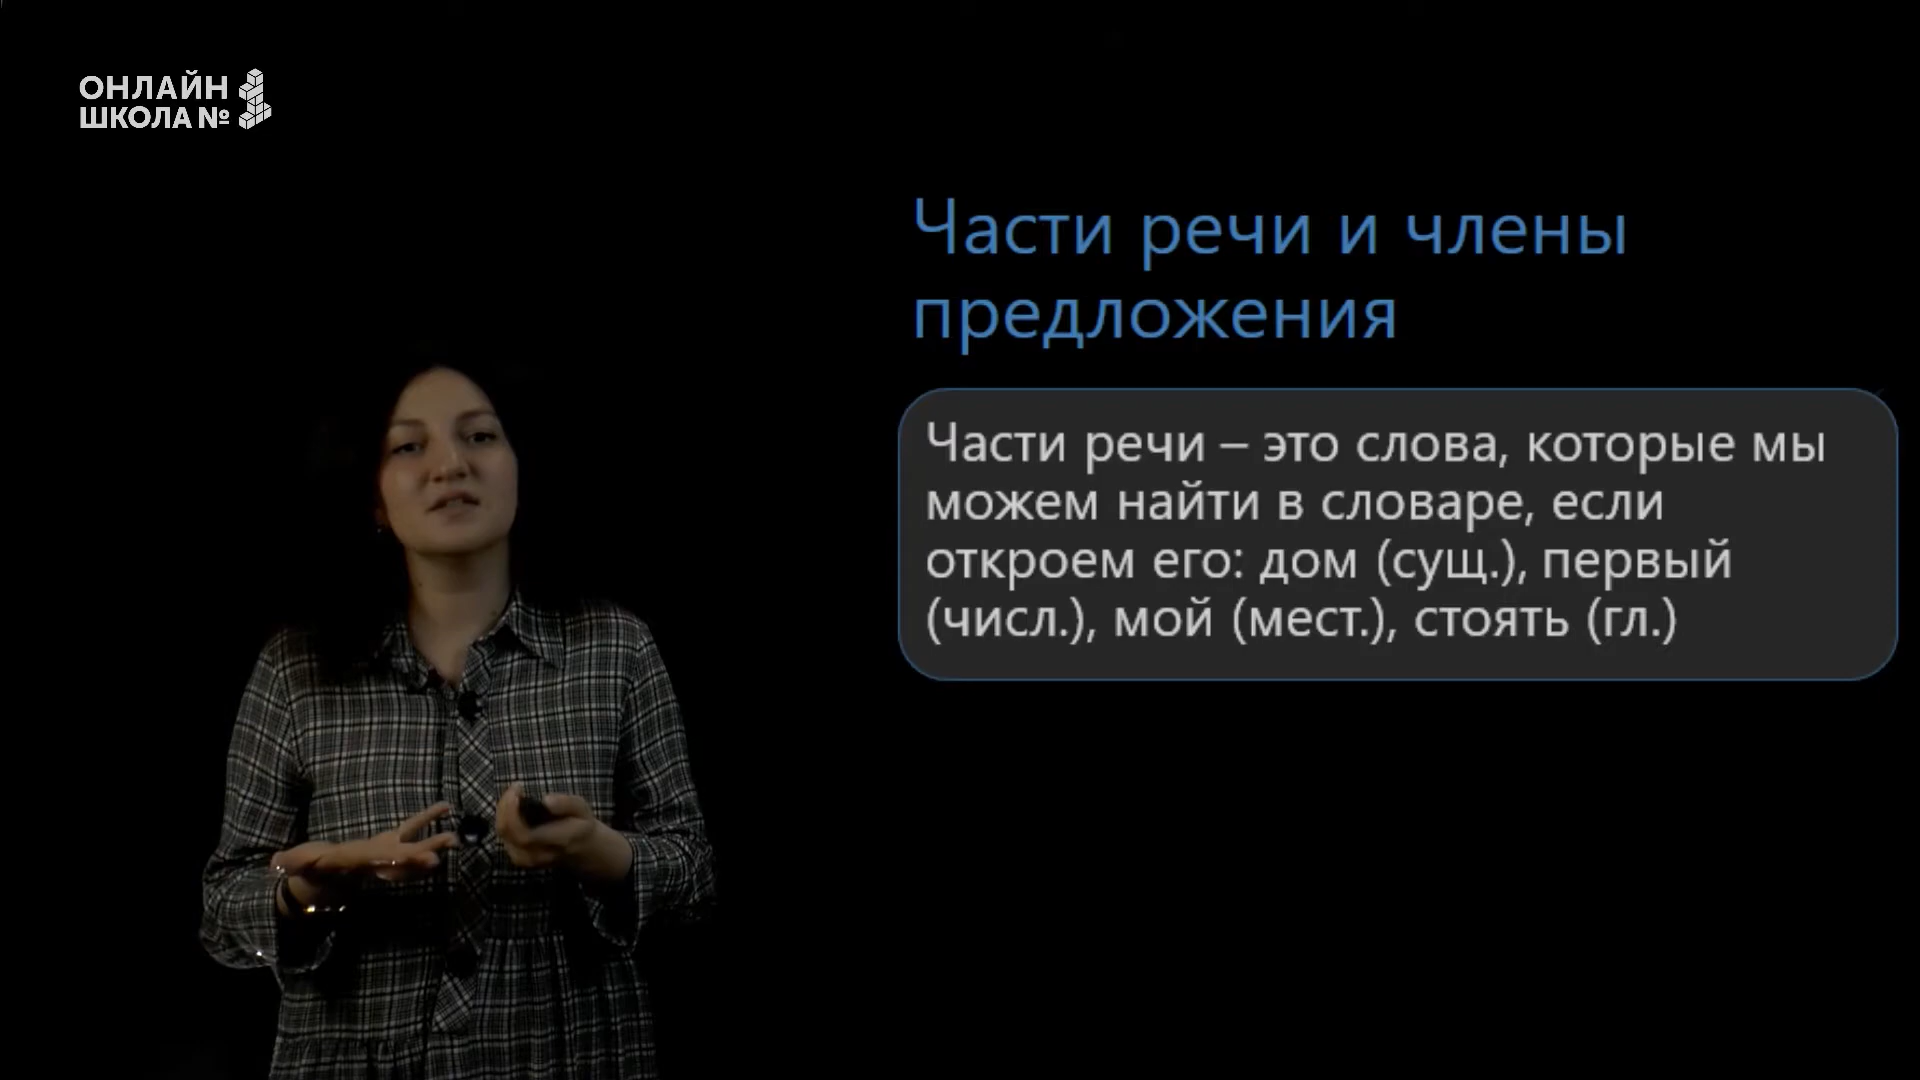 ОНЛАЙН
ШКОЛА №
Части речи и члены
предложения
Части речи – это слова, которые мы
можем найти в словаре, если
откроем его: дом (сущ.), первый
(числ.), мой (мест.), стоять (гл.)